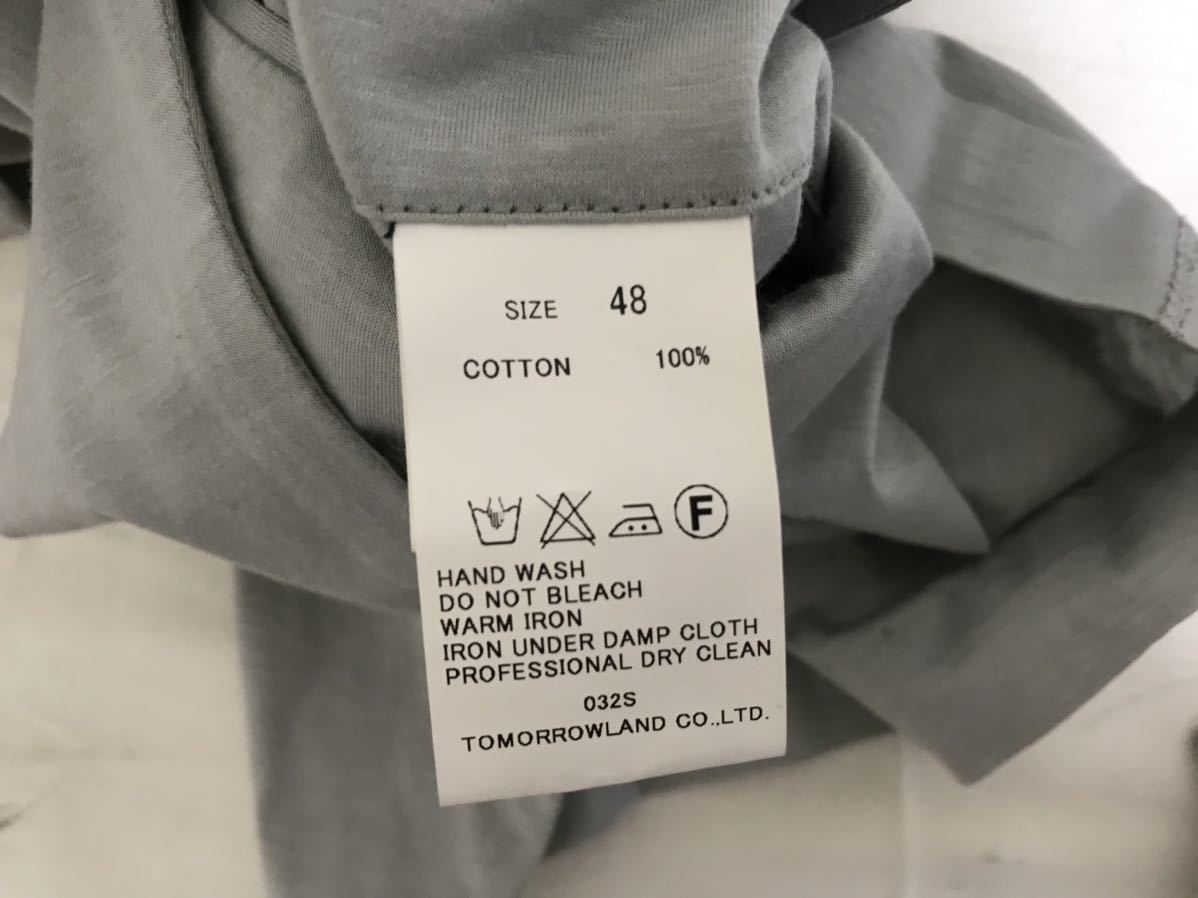 SIZE 48
COTTON 100%
F
HAND WASH
DO NOT BLEACH
WARM IRON
IRON UNDER DAMP CLOTH
PROFESSIONAL DRY CLEAN
032S
TOMORROWLAND CO.,LTD.